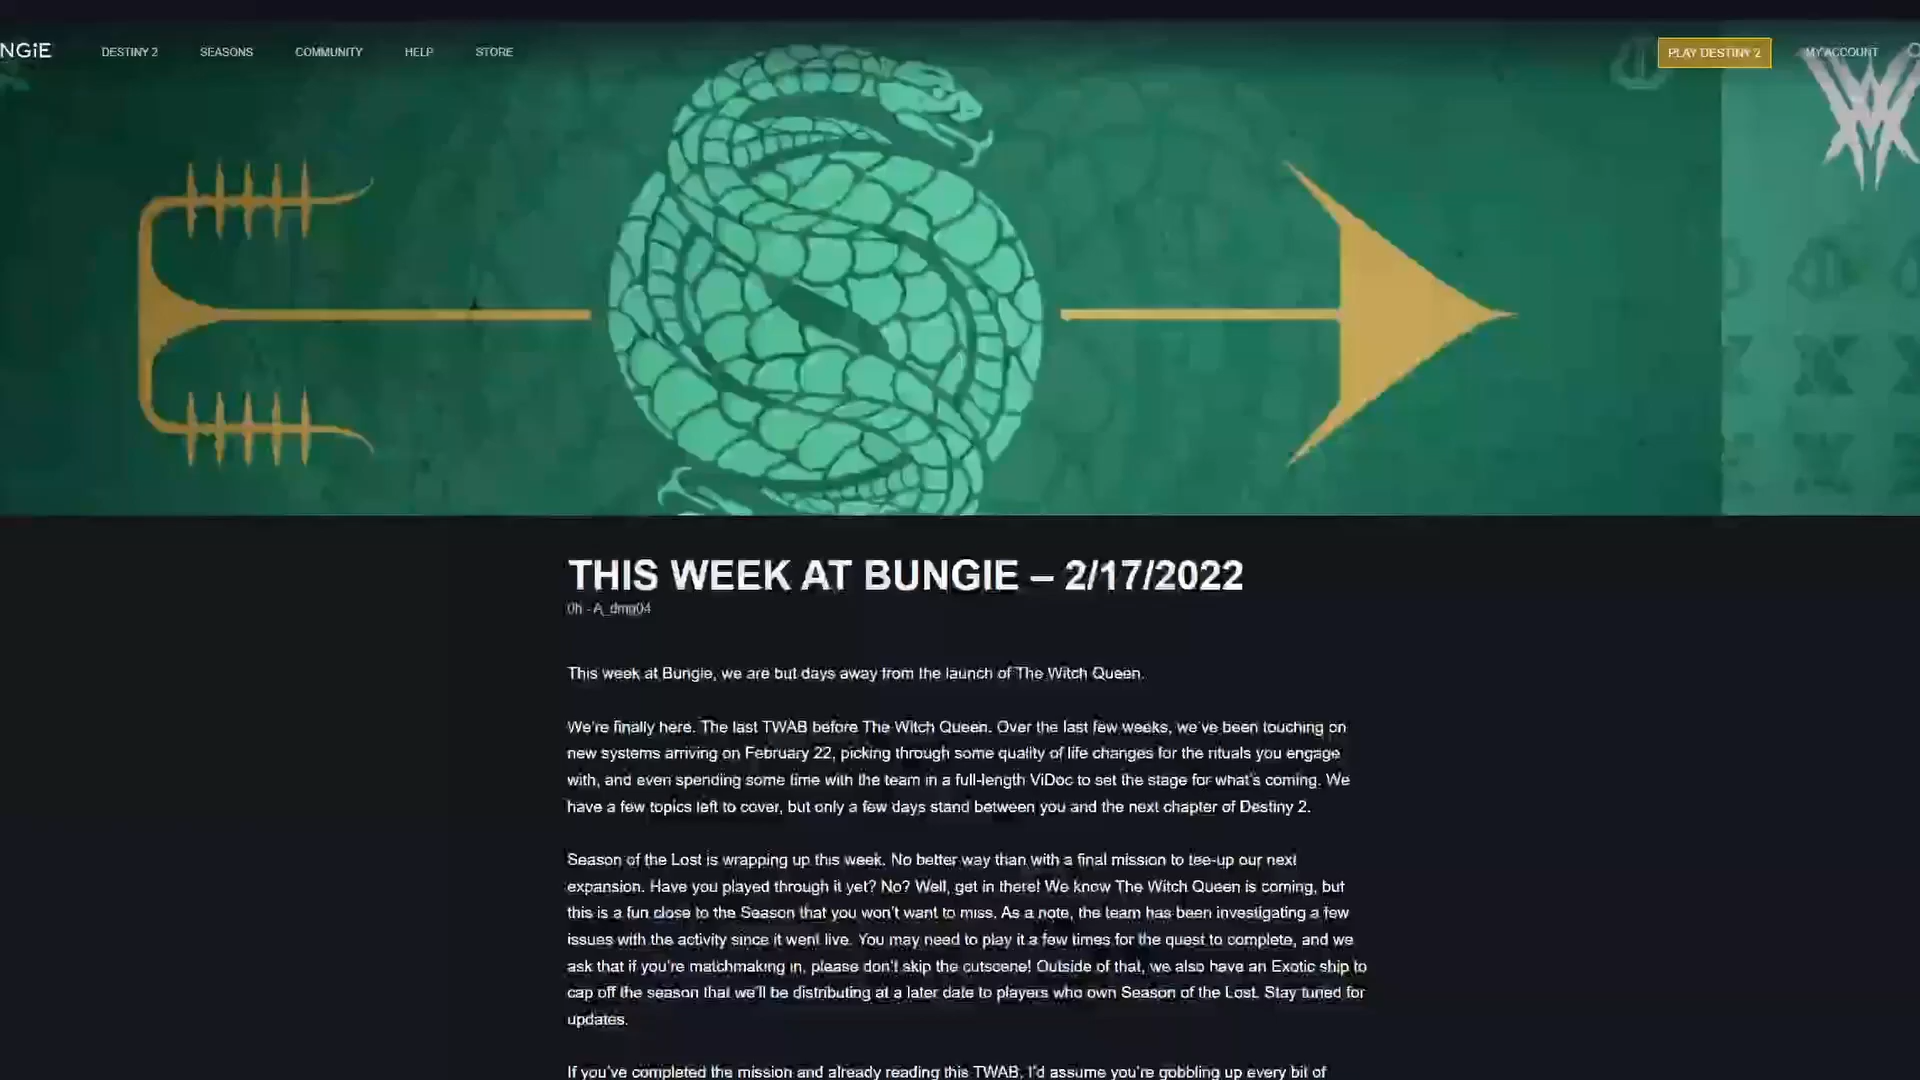 NGiE
DESTINY 2 SEASONS COMMUNITY HELP STORE
PLAY DESTINY 2 MY ACCOUNT
THIS WEEK AT BUNGIE – 2/17/2022
0h - A_dmg04
This week at Bungie, we are but days away from the launch of The Witch Queen.
We're finally here. The last TWAB before The Witch Queen. Over the last few weeks, we've been touching on
new systems arriving on February 22, picking through some quality of life changes for the rituals you engage
with, and even spending some time with the team in a full-length ViDoc to set the stage for what's coming. We
have a few topics left to cover, but only a few days stand between you and the next chapter of Destiny 2.
Season of the Lost is wrapping up this week. No better way than with a final mission to tee-up our next
expansion. Have you played through it yet? No? Well, get in there! We know The Witch Queen is coming, but
this is a fun close to the Season that you won't want to miss. As a note, the team has been investigating a few
issues with the activity since it went live. You may need to play it a few times for the quest to complete, and we
ask that if you're matchmaking in, please don't skip the cutscene! Outside of that, we also have an Exotic ship to
cap off the season that we'll be distributing at a later date to players who own Season of the Lost. Stay tuned for
updates.
If you've completed the mission and already reading this TWAB, I'd assume you're gobbling up every bit of